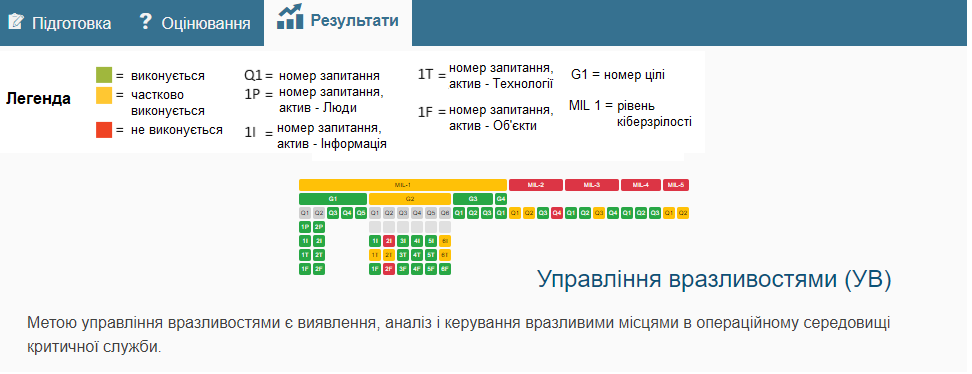 Підготовка ? Оцінювання Результати
Легенда
= виконується
= частково
виконується
= не виконується
Q1 = номер запитання
1P = номер запитання,
актив - Люди
1I = номер запитання,
актив - Інформація
1T = номер запитання,
актив - Технології
1F = номер запитання,
актив - Об'єкти
G1 = номер цілі
MIL 1 = рівень
кіберзрілості
MIL-1 MIL-2 MIL-3 MIL-4 MIL-5
G1 G2 G3 G4
Q1 Q2 Q3 Q4 Q5 Q1 Q2 Q3 Q4 Q5 Q6 Q1 Q2 Q3 Q1 Q1 Q2 Q3 Q4 Q1 Q2 Q3 Q4 Q1 Q2 Q3 Q1 Q2
1P 2P
1I 2I 1I 2I 3I 4I 5I 6I
1T 2T 1T 2T 3T 4T 5T 6T
1F 2F 1F 2F 3F 4F 5F 6F
Управління вразливостями (УВ)
Метою управління вразливостями є виявлення, аналіз і керування вразливими місцями в операційному середовищі
критичної служби.